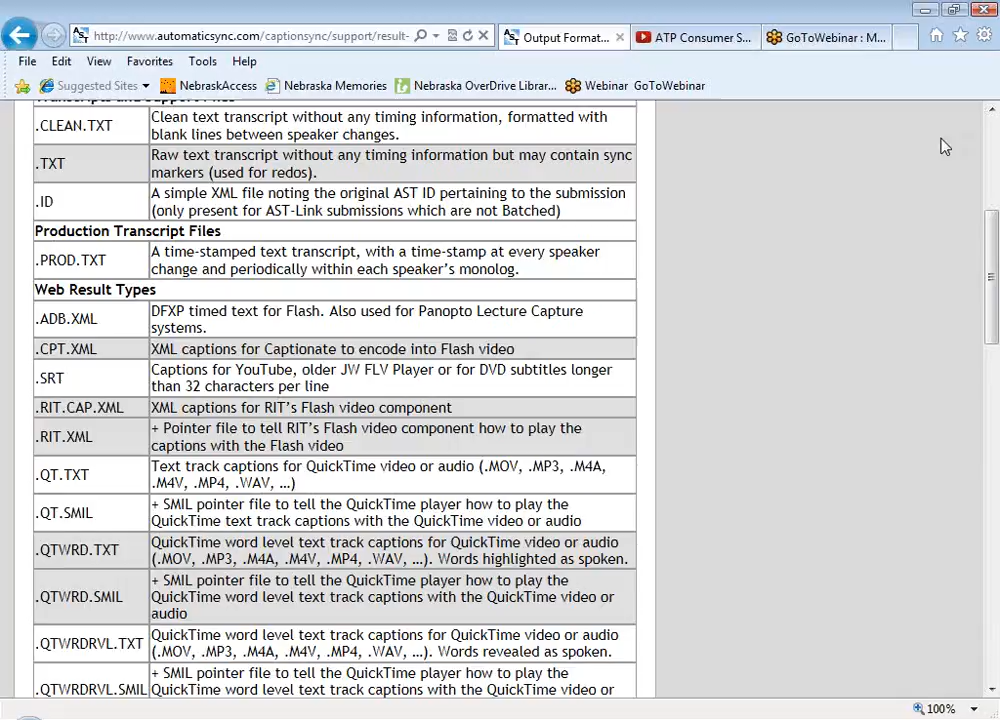 http://www.automaticsync.com/captionsync/support/result-
Output Format...
ATP Consumer S...
GoToWebinar : M...
File Edit View Favorites Tools Help
Suggested Sites
NebraskAccess
Nebraska Memories
Nebraska OverDrive Librar...
Webinar GoToWebinar
Transcripts and Support Files
.CLEAN.TXT
Clean text transcript without any timing information, formatted with
blank lines between speaker changes.
.TXT
Raw text transcript without any timing information but may contain sync
markers (used for redos).
.ID
A simple XML file noting the original AST ID pertaining to the submission
(only present for AST-Link submissions which are not Batched)
Production Transcript Files
.PROD.TXT
A time-stamped text transcript, with a time-stamp at every speaker
change and periodically within each speaker's monolog.
Web Result Types
.ADB.XML
DFXP timed text for Flash. Also used for Panopto Lecture Capture
systems.
.CPT.XML
XML captions for Captionate to encode into Flash video
.SRT
Captions for YouTube, older JW FLV Player or for DVD subtitles longer
than 32 characters per line
.RIT.CAP.XML
XML captions for RIT's Flash video component
.RIT.XML
+ Pointer file to tell RIT's Flash video component how to play the
captions with the Flash video
.QT.TXT
Text track captions for QuickTime video or audio (.MOV, .MP3, .M4A,
.M4V, .MP4, .WAV, ...)
.QT.SMIL
+ SMIL pointer file to tell the QuickTime player how to play the
QuickTime text track captions with the QuickTime video or audio
.QTWRD.TXT
QuickTime word level text track captions for QuickTime video or audio
(.MOV, .MP3, .M4A, .M4V, .MP4, .WAV, ...). Words highlighted as spoken.
.QTWRD.SMIL
+ SMIL pointer file to tell the QuickTime player how to play the
QuickTime word level text track captions with the QuickTime video or
audio
.QTWRDRVL.TXT
QuickTime word level text track captions for QuickTime video or audio
(.MOV, .MP3, .M4A, .M4V, .MP4, .WAV, ...). Words revealed as spoken.
.QTWRDRVL.SMIL
+ SMIL pointer file to tell the QuickTime player how to play the
QuickTime word level text track captions with the QuickTime video or
100%